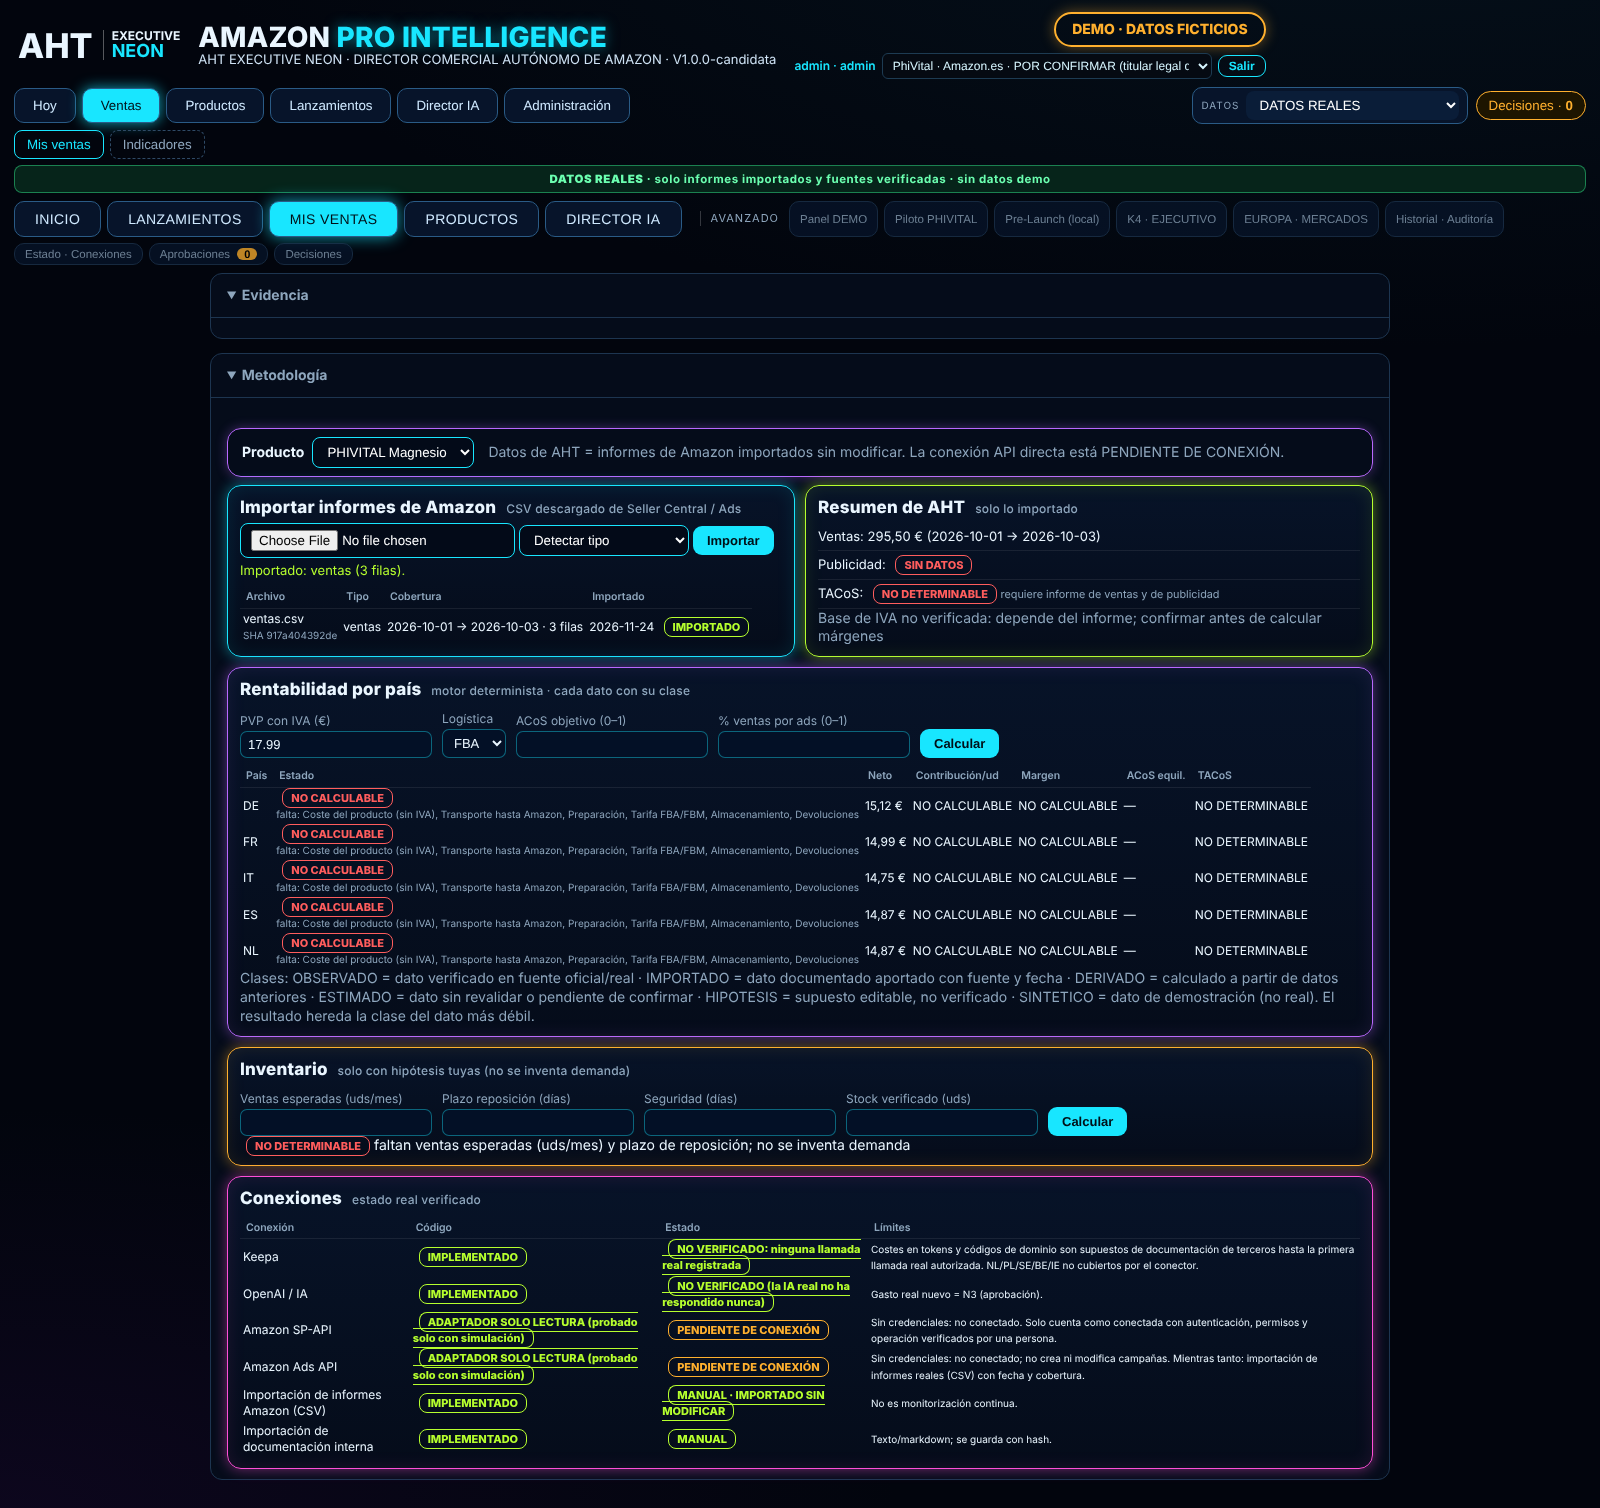 AHT
EXECUTIVE
NEON
AMAZON PRO INTELLIGENCE
AHT EXECUTIVE NEON · DIRECTOR COMERCIAL AUTÓNOMO DE AMAZON · V1.0.0-candidata
DEMO · DATOS FICTICIOS
admin · admin
PhiVital · Amazon.es · POR CONFIRMAR (titular legal c
Salir
Hoy
Ventas
Productos
Lanzamientos
Director IA
Administración
DATOS
DATOS REALES
Decisiones · 0
Mis ventas
Indicadores
DATOS REALES · solo informes importados y fuentes verificadas · sin datos demo
INICIO
LANZAMIENTOS
MIS VENTAS
PRODUCTOS
DIRECTOR IA
AVANZADO
Panel DEMO
Piloto PHIVITAL
Pre-Launch (local)
K4 · EJECUTIVO
EUROPA · MERCADOS
Historial · Auditoría
Estado · Conexiones
Aprobaciones 0
Decisiones
▼ Evidencia
▼ Metodología
Producto
PHIVITAL Magnesio
Datos de AHT = informes de Amazon importados sin modificar. La conexión API directa está PENDIENTE DE CONEXIÓN.
Importar informes de Amazon CSV descargado de Seller Central / Ads
Choose File No file chosen
Detectar tipo
Importar
Importado: ventas (3 filas).
Archivo Tipo Cobertura Importado
ventas.csv
SHA 917a404392de
ventas 2026-10-01 → 2026-10-03 · 3 filas 2026-11-24 IMPORTADO
Resumen de AHT solo lo importado
Ventas: 295,50 € (2026-10-01 → 2026-10-03)
Publicidad: SIN DATOS
TACoS: NO DETERMINABLE requiere informe de ventas y de publicidad
Base de IVA no verificada: depende del informe; confirmar antes de calcular
márgenes
Rentabilidad por país motor determinista · cada dato con su clase
PVP con IVA (€) Logística ACoS objetivo (0–1) % ventas por ads (0–1)
17.99 FBA Calcular
País Estado Neto Contribución/ud Margen ACoS equil. TACoS
DE NO CALCULABLE 15,12 € NO CALCULABLE NO CALCULABLE — NO DETERMINABLE
falta: Coste del producto (sin IVA), Transporte hasta Amazon, Preparación, Tarifa FBA/FBM, Almacenamiento, Devoluciones
FR NO CALCULABLE 14,99 € NO CALCULABLE NO CALCULABLE — NO DETERMINABLE
falta: Coste del producto (sin IVA), Transporte hasta Amazon, Preparación, Tarifa FBA/FBM, Almacenamiento, Devoluciones
IT NO CALCULABLE 14,75 € NO CALCULABLE NO CALCULABLE — NO DETERMINABLE
falta: Coste del producto (sin IVA), Transporte hasta Amazon, Preparación, Tarifa FBA/FBM, Almacenamiento, Devoluciones
ES NO CALCULABLE 14,87 € NO CALCULABLE NO CALCULABLE — NO DETERMINABLE
falta: Coste del producto (sin IVA), Transporte hasta Amazon, Preparación, Tarifa FBA/FBM, Almacenamiento, Devoluciones
NL NO CALCULABLE 14,87 € NO CALCULABLE NO CALCULABLE — NO DETERMINABLE
falta: Coste del producto (sin IVA), Transporte hasta Amazon, Preparación, Tarifa FBA/FBM, Almacenamiento, Devoluciones
Clases: OBSERVADO = dato verificado en fuente oficial/real · IMPORTADO = dato documentado aportado con fuente y fecha · DERIVADO = calculado a partir de datos
anteriores · ESTIMADO = dato sin revalidar o pendiente de confirmar · HIPOTESIS = supuesto editable, no verificado · SINTETICO = dato de demostración (no real). El
resultado hereda la clase del dato más débil.
Inventario solo con hipótesis tuyas (no se inventa demanda)
Ventas esperadas (uds/mes) Plazo reposición (días) Seguridad (días) Stock verificado (uds)
Calcular
NO DETERMINABLE faltan ventas esperadas (uds/mes) y plazo de reposición; no se inventa demanda
Conexiones estado real verificado
Conexión Código Estado Límites
Keepa
IMPLEMENTADO
NO VERIFICADO: ninguna llamada
real registrada
Costes en tokens y códigos de dominio son supuestos de documentación de terceros hasta la primera
llamada real autorizada. NL/PL/SE/BE/IE no cubiertos por el conector.
OpenAI / IA
IMPLEMENTADO
NO VERIFICADO (la IA real no ha
respondido nunca)
Gasto real nuevo = N3 (aprobación).
Amazon SP-API
ADAPTADOR SOLO LECTURA (probado
solo con simulación)
PENDIENTE DE CONEXIÓN
Sin credenciales: no conectado. Solo cuenta como conectada con autenticación, permisos y
operación verificados por una persona.
Amazon Ads API
ADAPTADOR SOLO LECTURA (probado
solo con simulación)
PENDIENTE DE CONEXIÓN
Sin credenciales: no conectado; no crea ni modifica campañas. Mientras tanto: importación de
informes reales (CSV) con fecha y cobertura.
Importación de informes
Amazon (CSV)
IMPLEMENTADO
MANUAL · IMPORTADO SIN
MODIFICAR
No es monitorización continua.
Importación de
documentación interna
IMPLEMENTADO
MANUAL
Texto/markdown; se guarda con hash.